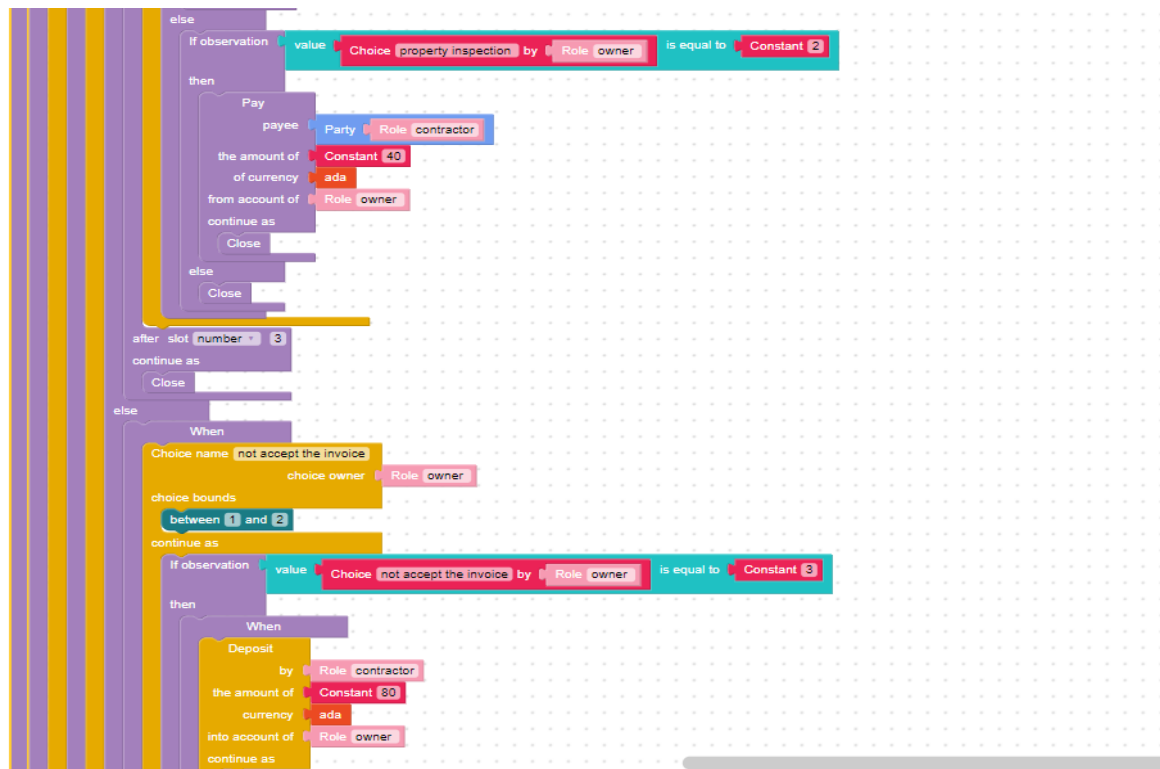 else
If observation value Choice property inspection by Role owner is equal to Constant 2
then
Pay
payee Party Role contractor
the amount of Constant 40
of currency ada
from account of Role owner
continue as
Close
else
Close
after slot number 3
continue as
Close
else
When
Choice name not accept the invoice
choice owner Role owner
choice bounds
between 1 and 2
continue as
If observation value Choice not accept the invoice by Role owner is equal to Constant 3
then
When
Deposit
by Role contractor
the amount of Constant 80
currency ada
into account of Role owner
continue as